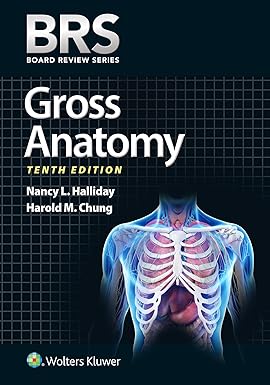 BRS
BOARD REVIEW SERIES
Gross
Anatomy
TENTH EDITION
Nancy L. Halliday
Harold M. Chung
Wolters Kluwer